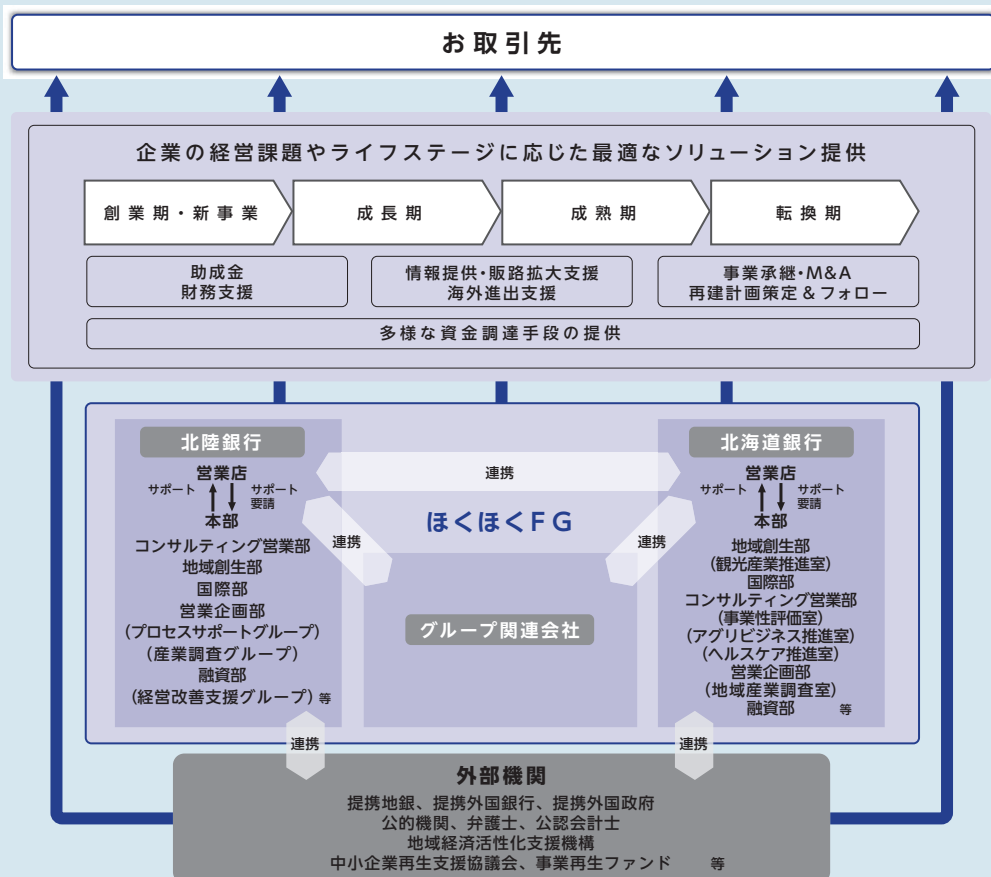 お取引先
企業の経営課題やライフステージに応じた最適なソリューション提供
創業期・新事業
成長期
成熟期
転換期
助成金
財務支援
情報提供・販路拡大支援
海外進出支援
事業承継・M&A
再建計画策定&フォロー
多様な資金調達手段の提供
北陸銀行
営業店
サポート
サポート
要請
本部
コンサルティング営業部
地域創生部
国際部
営業企画部
(プロセスサポートグループ)
(産業調査グループ)
融資部
(経営改善支援グループ) 等
連携
ほくほくFG
連携
連携
グループ関連会社
北海道銀行
営業店
サポート
サポート
要請
本部
地域創生部
(観光産業推進室)
国際部
コンサルティング営業部
(事業性評価室)
(アグリビジネス推進室)
(ヘルスケア推進室)
営業企画部
(地域産業調査室)
融資部 等
連携
連携
外部機関
提携地銀、提携外国銀行、提携外国政府
公的機関、弁護士、公認会計士
地域経済活性化支援機構
中小企業再生支援協議会、事業再生ファンド 等